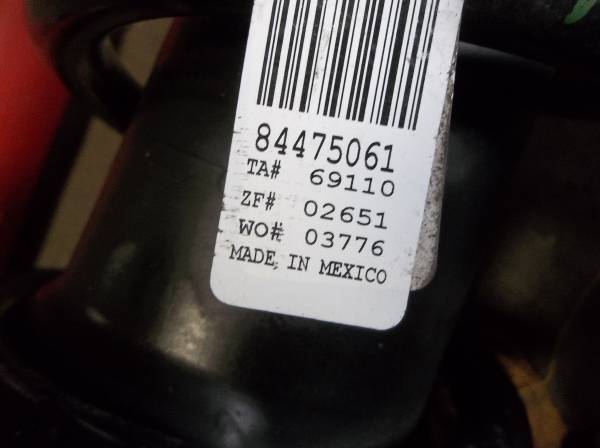 84475061
TA# 69110
ZF# 02651
WO# 03776
MADE IN MEXICO